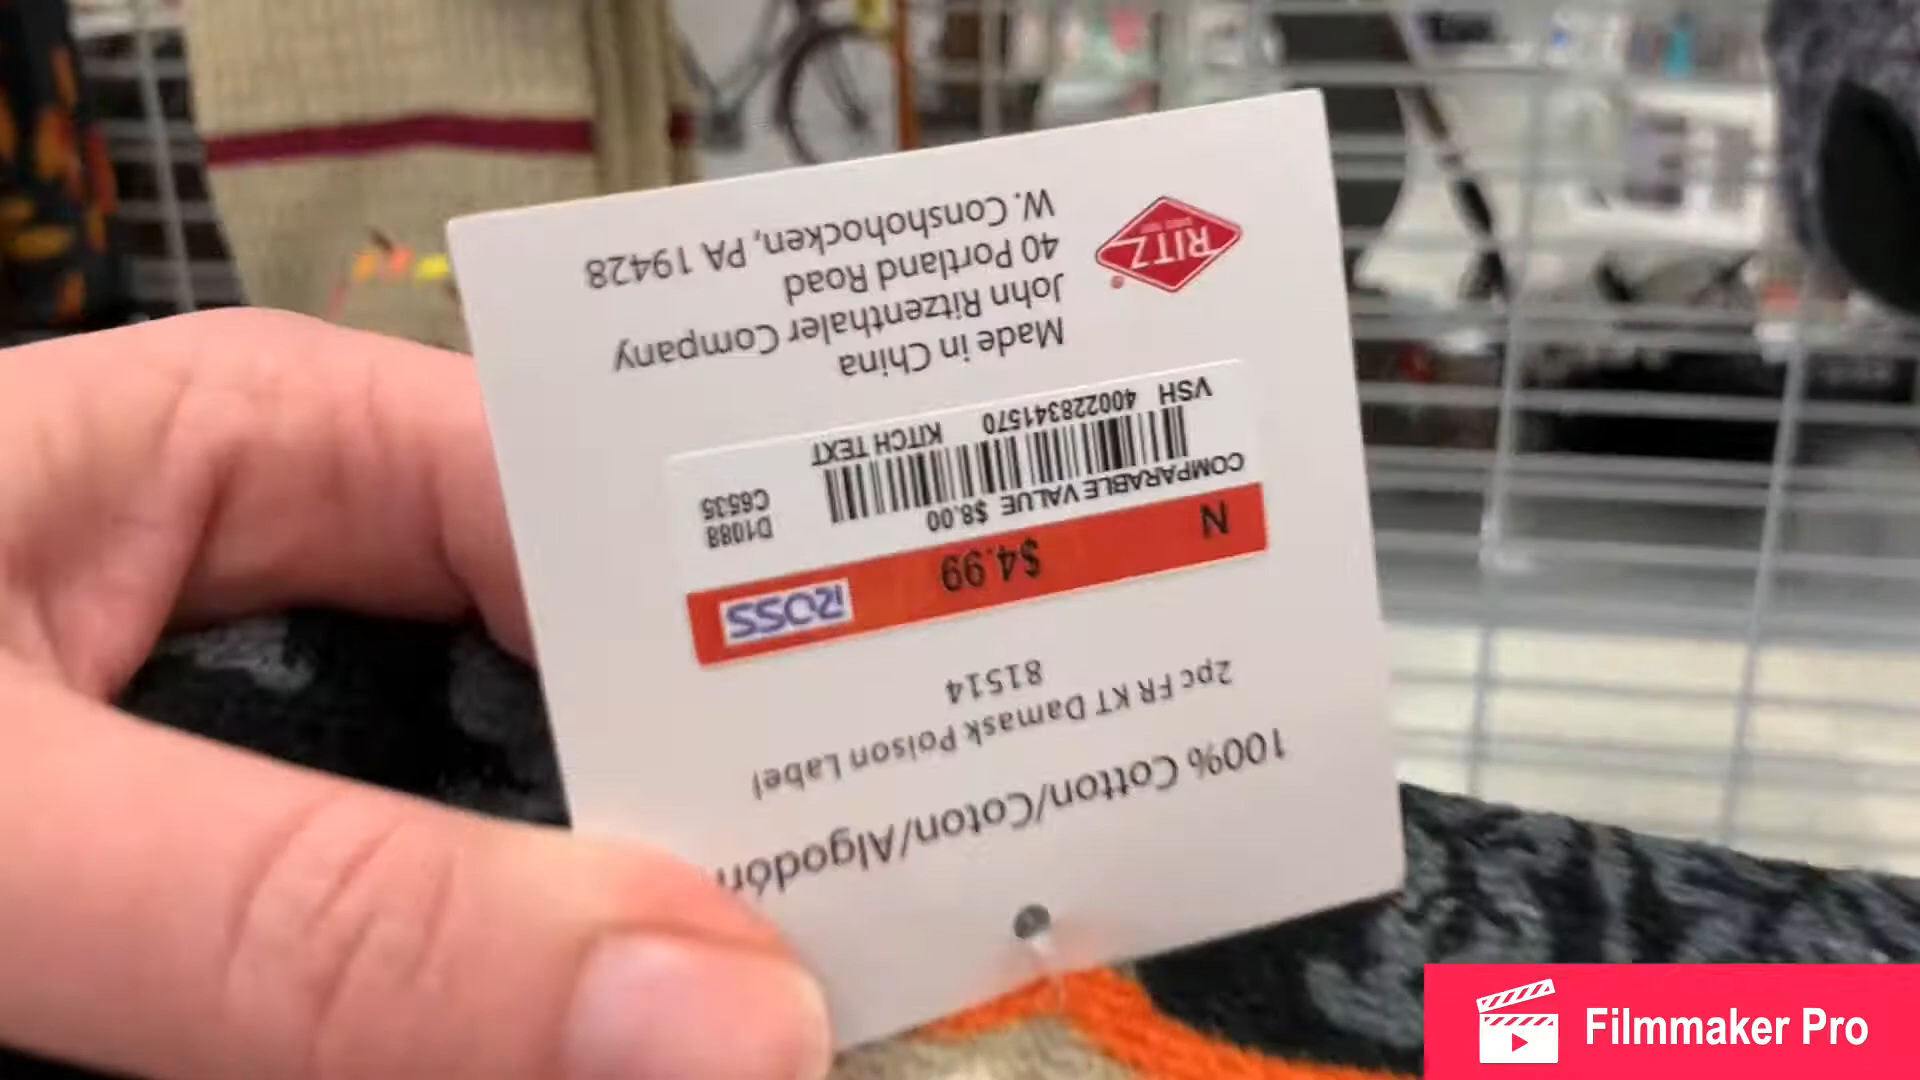 100% Cotton/Coton/Algodón
2pc FR KT Damask Poison Label
81514
ROSS
$4.99
N
COMPARABLE VALUE $8.00
D1088
C6535
VSH 400228341570 KITCH TEXT
Made in China
John Ritzenthaler Company
40 Portland Road
W. Conshohocken, PA 19428
RITZ®
Filmmaker Pro